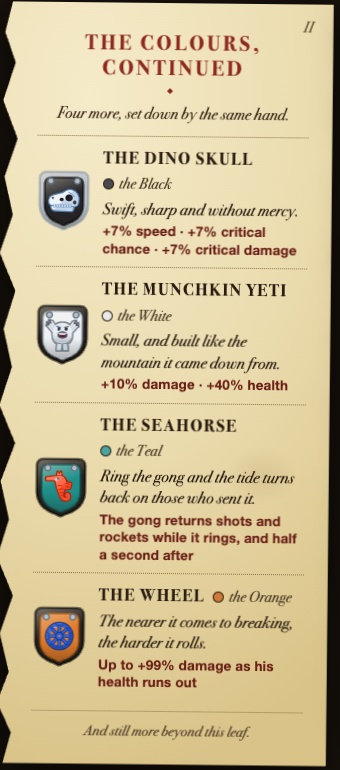 II
THE COLOURS,
CONTINUED
Four more, set down by the same hand.
THE DINO SKULL
the Black
Swift, sharp and without mercy.
+7% speed · +7% critical
chance · +7% critical damage
THE MUNCHKIN YETI
the White
Small, and built like the
mountain it came down from.
+10% damage · +40% health
THE SEAHORSE
the Teal
Ring the gong and the tide turns
back on those who sent it.
The gong returns shots and
rockets while it rings, and half
a second after
THE WHEEL the Orange
The nearer it comes to breaking,
the harder it rolls.
Up to +99% damage as his
health runs out
And still more beyond this leaf.